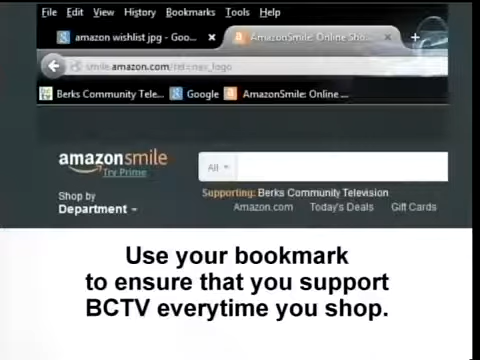 File Edit View History Bookmarks Tools Help
amazon wishlist jpg - Goo... × AmazonSmile: Online Sho... × +
smile.amazon.com/ref=nav_logo
Berks Community Tele... Google AmazonSmile: Online ...
amazonsmile
Try Prime
All
Supporting: Berks Community Television
Shop by
Department
Amazon.com Today's Deals Gift Cards
Use your bookmark
to ensure that you support
BCTV everytime you shop.